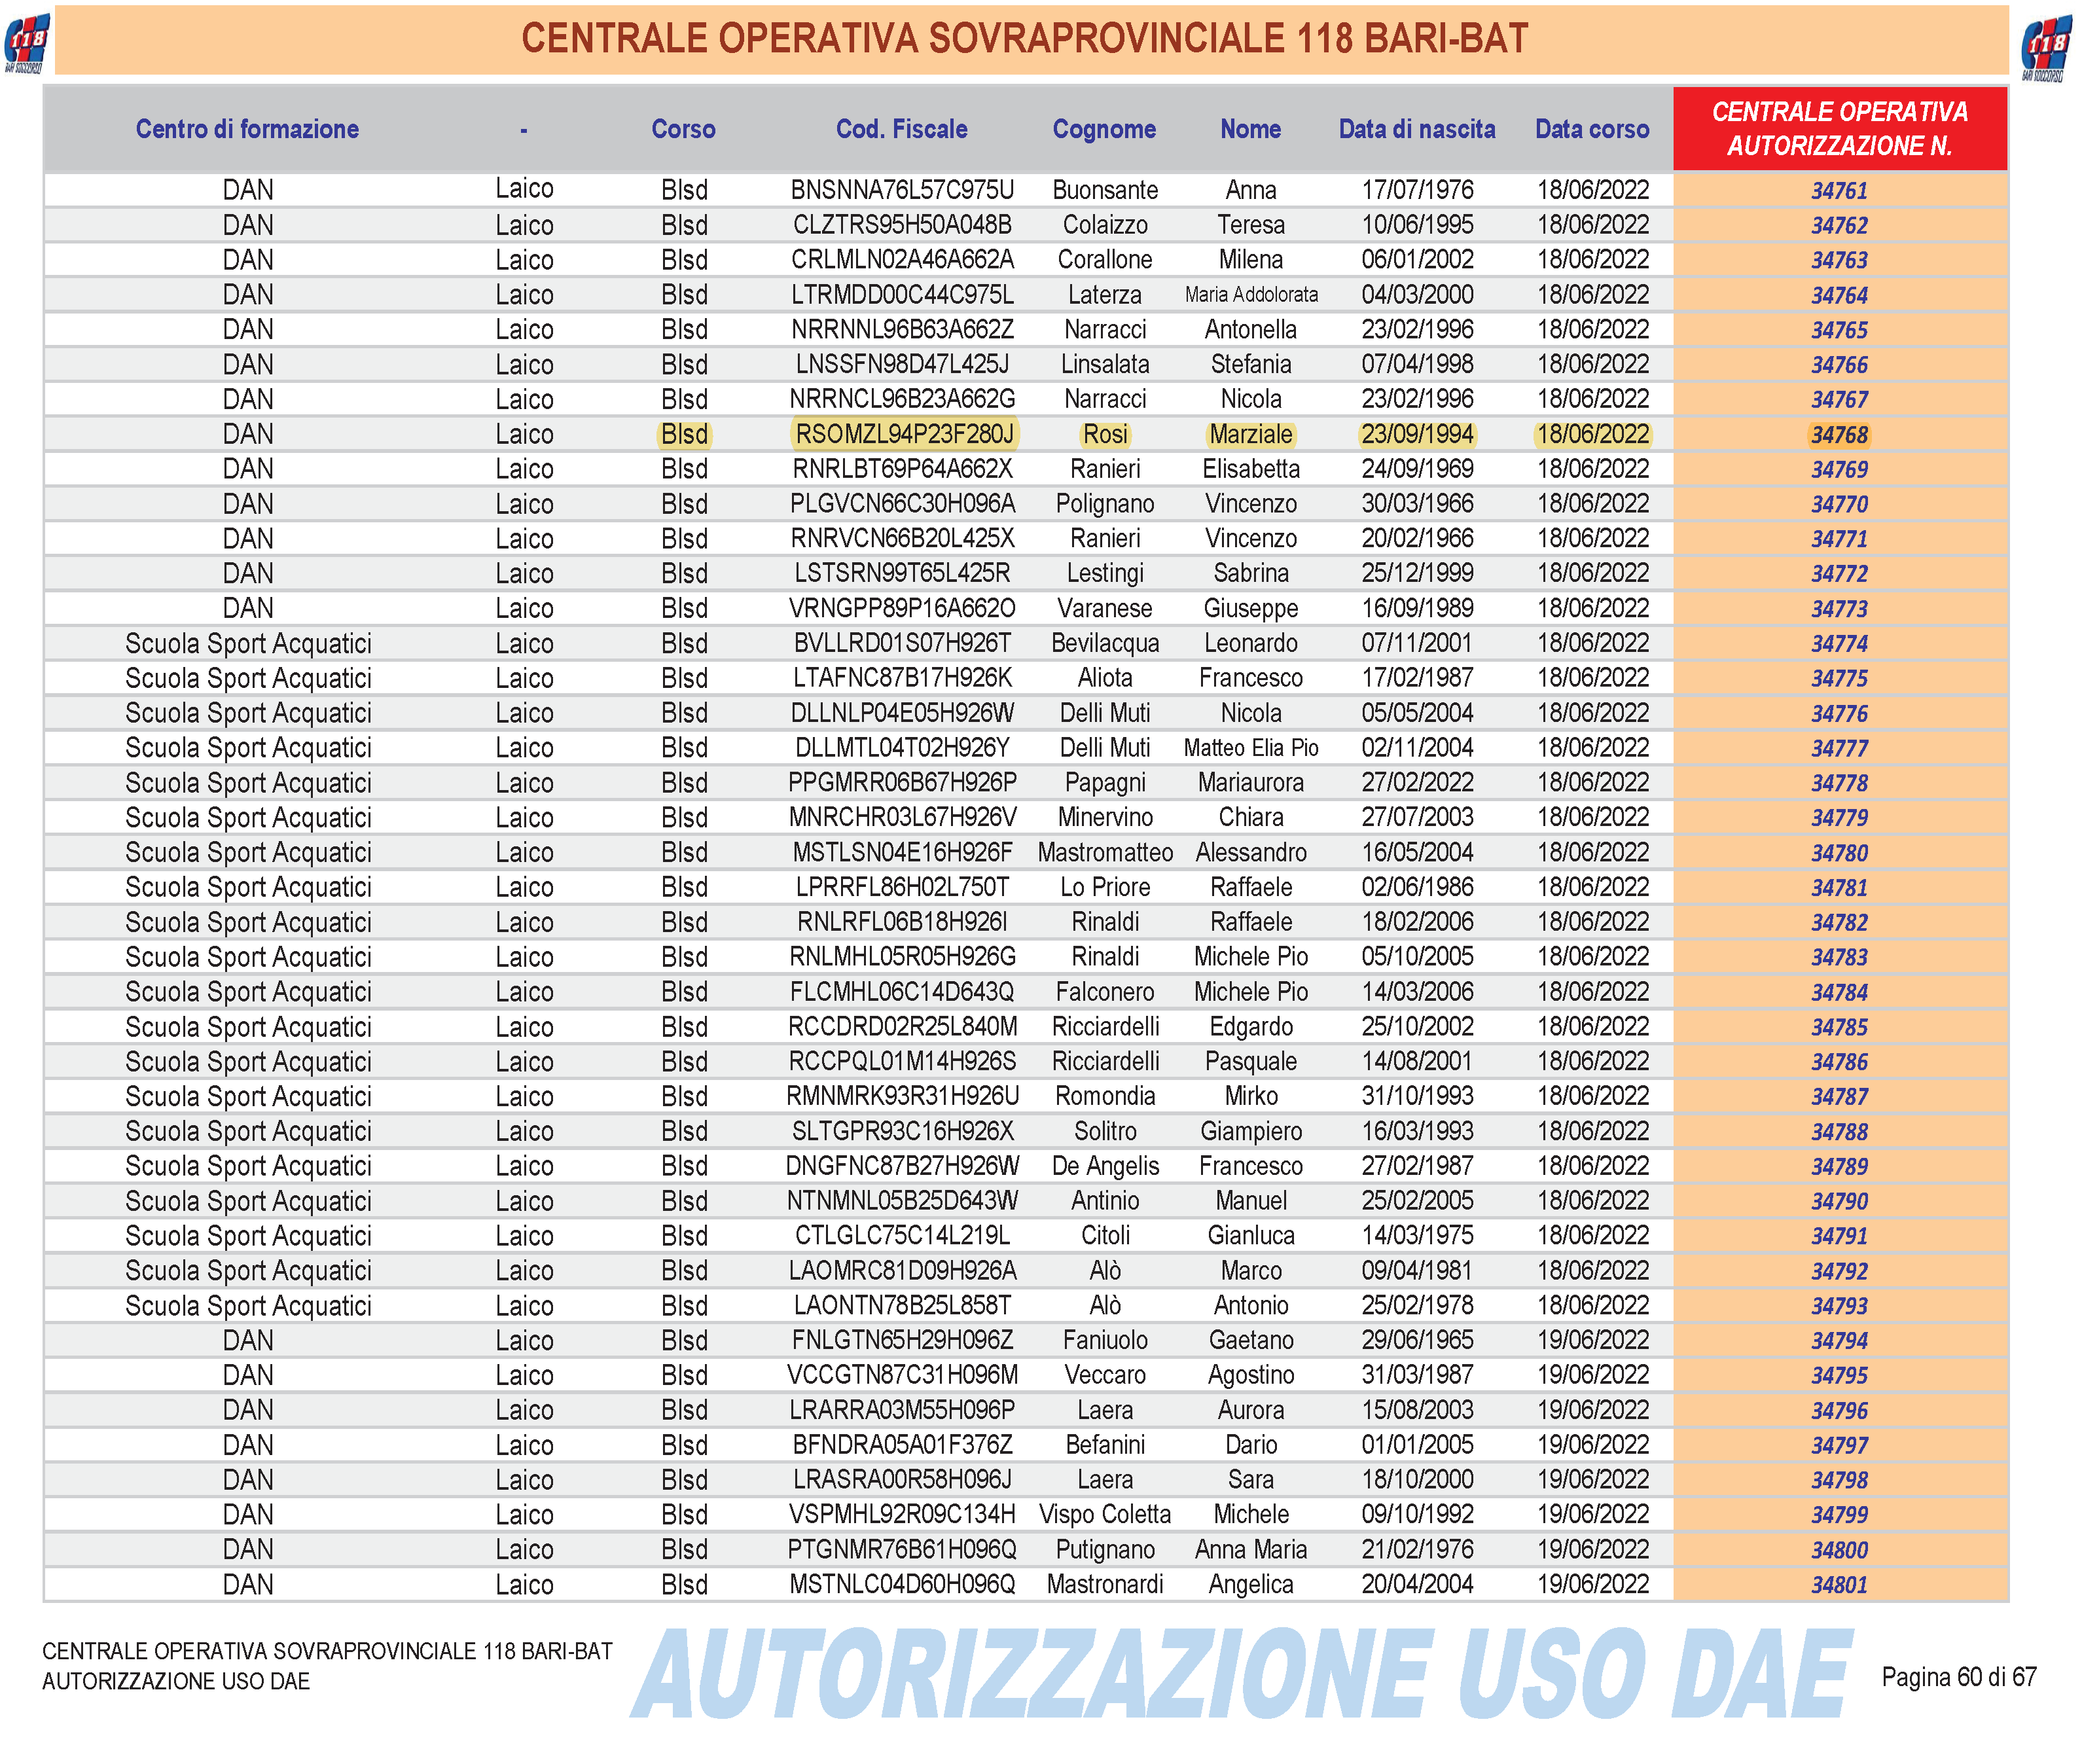 118
BARI SOCCORSO
CENTRALE OPERATIVA SOVRAPROVINCIALE 118 BARI-BAT
118
BARI SOCCORSO
Centro di formazione - Corso Cod. Fiscale Cognome Nome Data di nascita Data corso CENTRALE OPERATIVA AUTORIZZAZIONE N.
DAN Laico Blsd BNSNNA76L57C975U Buonsante Anna 17/07/1976 18/06/2022 34761
DAN Laico Blsd CLZTRS95H50A048B Colaizzo Teresa 10/06/1995 18/06/2022 34762
DAN Laico Blsd CRLMLN02A46A662A Corallone Milena 06/01/2002 18/06/2022 34763
DAN Laico Blsd LTRMDD00C44C975L Laterza Maria Addolorata 04/03/2000 18/06/2022 34764
DAN Laico Blsd NRRNNL96B63A662Z Narracci Antonella 23/02/1996 18/06/2022 34765
DAN Laico Blsd LNSSFN98D47L425J Linsalata Stefania 07/04/1998 18/06/2022 34766
DAN Laico Blsd NRRNCL96B23A662G Narracci Nicola 23/02/1996 18/06/2022 34767
DAN Laico Blsd RSOMZL94P23F280J Rosi Marziale 23/09/1994 18/06/2022 34768
DAN Laico Blsd RNRLBT69P64A662X Ranieri Elisabetta 24/09/1969 18/06/2022 34769
DAN Laico Blsd PLGVCN66C30H096A Polignano Vincenzo 30/03/1966 18/06/2022 34770
DAN Laico Blsd RNRVCN66B20L425X Ranieri Vincenzo 20/02/1966 18/06/2022 34771
DAN Laico Blsd LSTSRN99T65L425R Lestingi Sabrina 25/12/1999 18/06/2022 34772
DAN Laico Blsd VRNGPP89P16A662O Varanese Giuseppe 16/09/1989 18/06/2022 34773
Scuola Sport Acquatici Laico Blsd BVLLRD01S07H926T Bevilacqua Leonardo 07/11/2001 18/06/2022 34774
Scuola Sport Acquatici Laico Blsd LTAFNC87B17H926K Aliota Francesco 17/02/1987 18/06/2022 34775
Scuola Sport Acquatici Laico Blsd DLLNLP04E05H926W Delli Muti Nicola 05/05/2004 18/06/2022 34776
Scuola Sport Acquatici Laico Blsd DLLMTL04T02H926Y Delli Muti Matteo Elia Pio 02/11/2004 18/06/2022 34777
Scuola Sport Acquatici Laico Blsd PPGMRR06B67H926P Papagni Mariaurora 27/02/2022 18/06/2022 34778
Scuola Sport Acquatici Laico Blsd MNRCHR03L67H926V Minervino Chiara 27/07/2003 18/06/2022 34779
Scuola Sport Acquatici Laico Blsd MSTLSN04E16H926F Mastromatteo Alessandro 16/05/2004 18/06/2022 34780
Scuola Sport Acquatici Laico Blsd LPRRFL86H02L750T Lo Priore Raffaele 02/06/1986 18/06/2022 34781
Scuola Sport Acquatici Laico Blsd RNLRFL06B18H926I Rinaldi Raffaele 18/02/2006 18/06/2022 34782
Scuola Sport Acquatici Laico Blsd RNLMHL05R05H926G Rinaldi Michele Pio 05/10/2005 18/06/2022 34783
Scuola Sport Acquatici Laico Blsd FLCMHL06C14D643Q Falconero Michele Pio 14/03/2006 18/06/2022 34784
Scuola Sport Acquatici Laico Blsd RCCDRD02R25L840M Ricciardelli Edgardo 25/10/2002 18/06/2022 34785
Scuola Sport Acquatici Laico Blsd RCCPQL01M14H926S Ricciardelli Pasquale 14/08/2001 18/06/2022 34786
Scuola Sport Acquatici Laico Blsd RMNMRK93R31H926U Romondia Mirko 31/10/1993 18/06/2022 34787
Scuola Sport Acquatici Laico Blsd SLTGPR93C16H926X Solitro Giampiero 16/03/1993 18/06/2022 34788
Scuola Sport Acquatici Laico Blsd DNGFNC87B27H926W De Angelis Francesco 27/02/1987 18/06/2022 34789
Scuola Sport Acquatici Laico Blsd NTNMNL05B25D643W Antinio Manuel 25/02/2005 18/06/2022 34790
Scuola Sport Acquatici Laico Blsd CTLGLC75C14L219L Citoli Gianluca 14/03/1975 18/06/2022 34791
Scuola Sport Acquatici Laico Blsd LAOMRC81D09H926A Alò Marco 09/04/1981 18/06/2022 34792
Scuola Sport Acquatici Laico Blsd LAONTN78B25L858T Alò Antonio 25/02/1978 18/06/2022 34793
DAN Laico Blsd FNLGTN65H29H096Z Faniuolo Gaetano 29/06/1965 19/06/2022 34794
DAN Laico Blsd VCCGTN87C31H096M Veccaro Agostino 31/03/1987 19/06/2022 34795
DAN Laico Blsd LRARRA03M55H096P Laera Aurora 15/08/2003 19/06/2022 34796
DAN Laico Blsd BFNDRA05A01F376Z Befanini Dario 01/01/2005 19/06/2022 34797
DAN Laico Blsd LRASRA00R58H096J Laera Sara 18/10/2000 19/06/2022 34798
DAN Laico Blsd VSPMHL92R09C134H Vispo Coletta Michele 09/10/1992 19/06/2022 34799
DAN Laico Blsd PTGNMR76B61H096Q Putignano Anna Maria 21/02/1976 19/06/2022 34800
DAN Laico Blsd MSTNLC04D60H096Q Mastronardi Angelica 20/04/2004 19/06/2022 34801
CENTRALE OPERATIVA SOVRAPROVINCIALE 118 BARI-BAT
AUTORIZZAZIONE USO DAE
AUTORIZZAZIONE USO DAE
Pagina 60 di 67